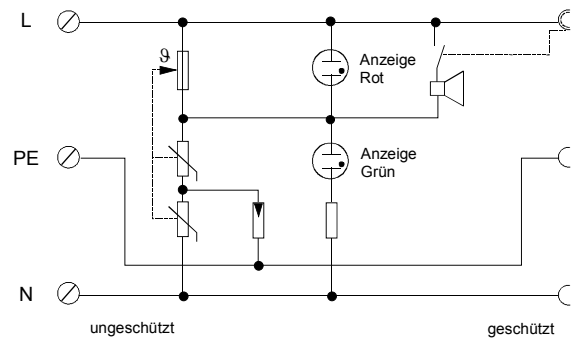 L
ϑ
Anzeige
Rot
PE
Anzeige
Grün
N
ungeschützt
geschützt